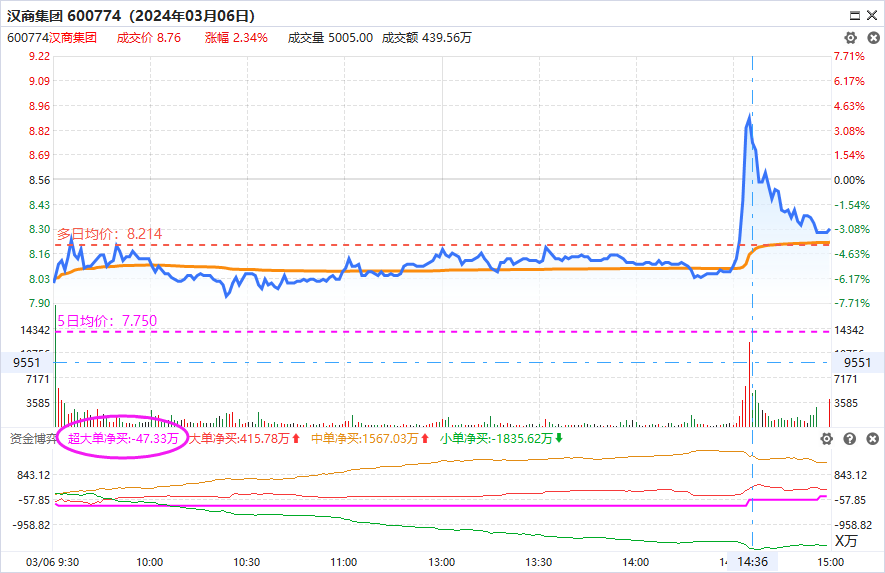 汉商集团 600774（2024年03月06日）
600774汉商集团 成交价 8.76 涨幅 2.34% 成交量 5005.00 成交额 439.56万
9.22 7.71%
9.09 6.17%
8.96 4.63%
8.82 3.08%
8.69 1.54%
8.56 0.00%
8.43 -1.54%
多日均价：8.214
8.30 -3.08%
8.16 -4.63%
8.03 -6.17%
7.90 -7.71%
5日均价：7.750
14342 14342
9551 9551
7171 7171
3585 3585
资金博弈 超大单净买:-47.33万 大单净买:415.78万 中单净买:1567.03万 小单净买:-1835.62万
843.12 843.12
-57.85 -57.85
-958.82 -958.82
X万
03/06 9:30 10:00 10:30 11:00 13:00 13:30 14:00 14:36 15:00